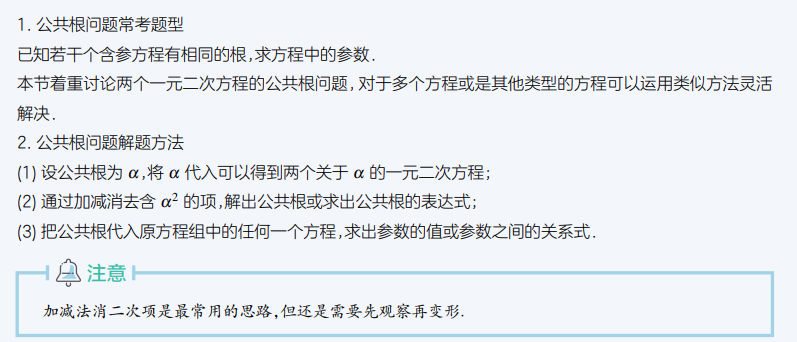 1. 公共根问题常考题型
已知若干个含参方程有相同的根,求方程中的参数.
本节着重讨论两个一元二次方程的公共根问题,对于多个方程或是其他类型的方程可以运用类似方法灵活
解决.
2. 公共根问题解题方法
(1) 设公共根为 α,将 α 代入可以得到两个关于 α 的一元二次方程;
(2) 通过加减消去含 α² 的项,解出公共根或求出公共根的表达式;
(3) 把公共根代入原方程组中的任何一个方程,求出参数的值或参数之间的关系式.
注意
加减法消二次项是最常用的思路,但还是需要先观察再变形.